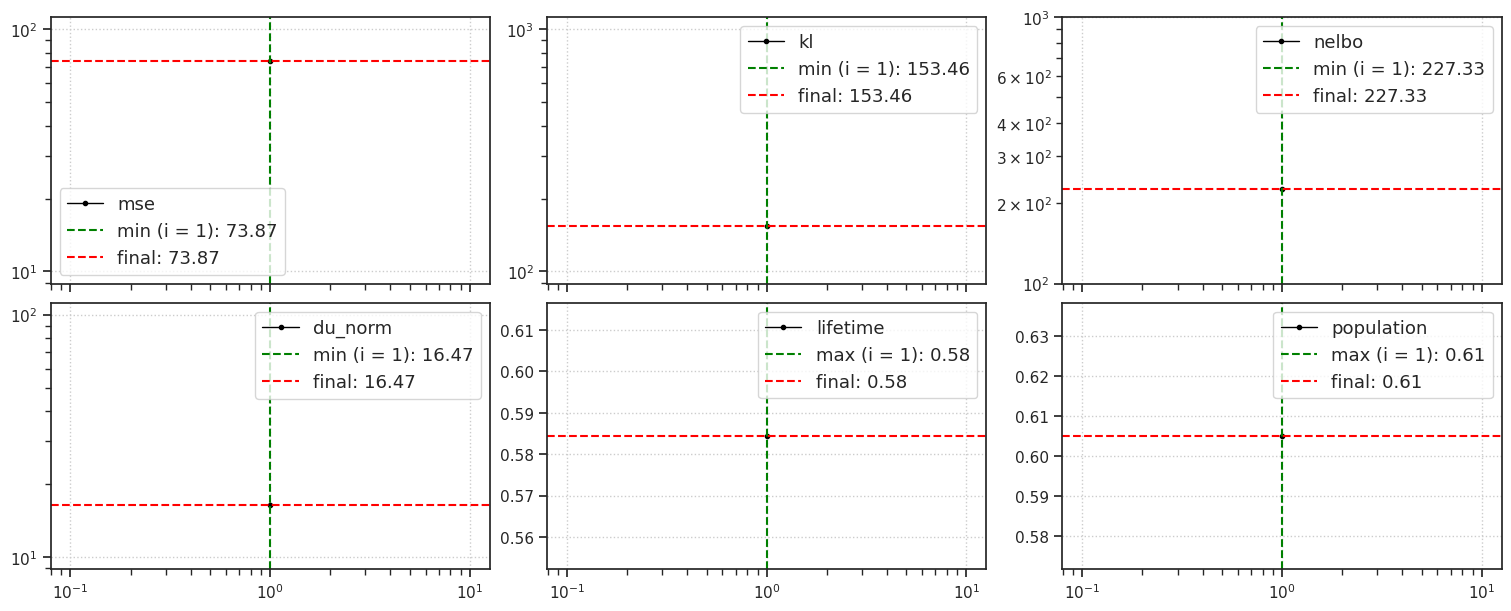 10²
10¹
mse
min (i = 1): 73.87
final: 73.87
10³
10²
kl
min (i = 1): 153.46
final: 153.46
10³
6 × 10²
4 × 10²
3 × 10²
2 × 10²
10²
nelbo
min (i = 1): 227.33
final: 227.33
10²
10¹
du_norm
min (i = 1): 16.47
final: 16.47
10⁻¹
10⁰
10¹
0.61
0.60
0.59
0.58
0.57
0.56
lifetime
max (i = 1): 0.58
final: 0.58
10⁻¹
10⁰
10¹
0.63
0.62
0.61
0.60
0.59
0.58
population
max (i = 1): 0.61
final: 0.61
10⁻¹
10⁰
10¹